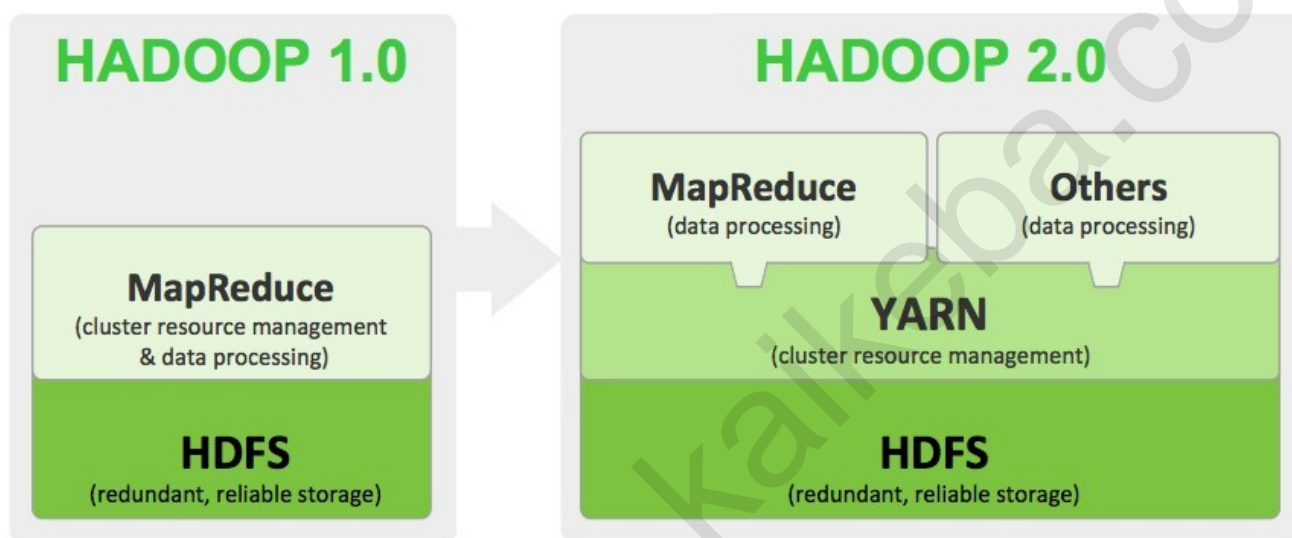 HADOOP 1.0
MapReduce
(cluster resource management
& data processing)
HDFS
(redundant, reliable storage)
HADOOP 2.0
MapReduce
(data processing)
Others
(data processing)
YARN
(cluster resource management)
HDFS
(redundant, reliable storage)
kaikeba.co